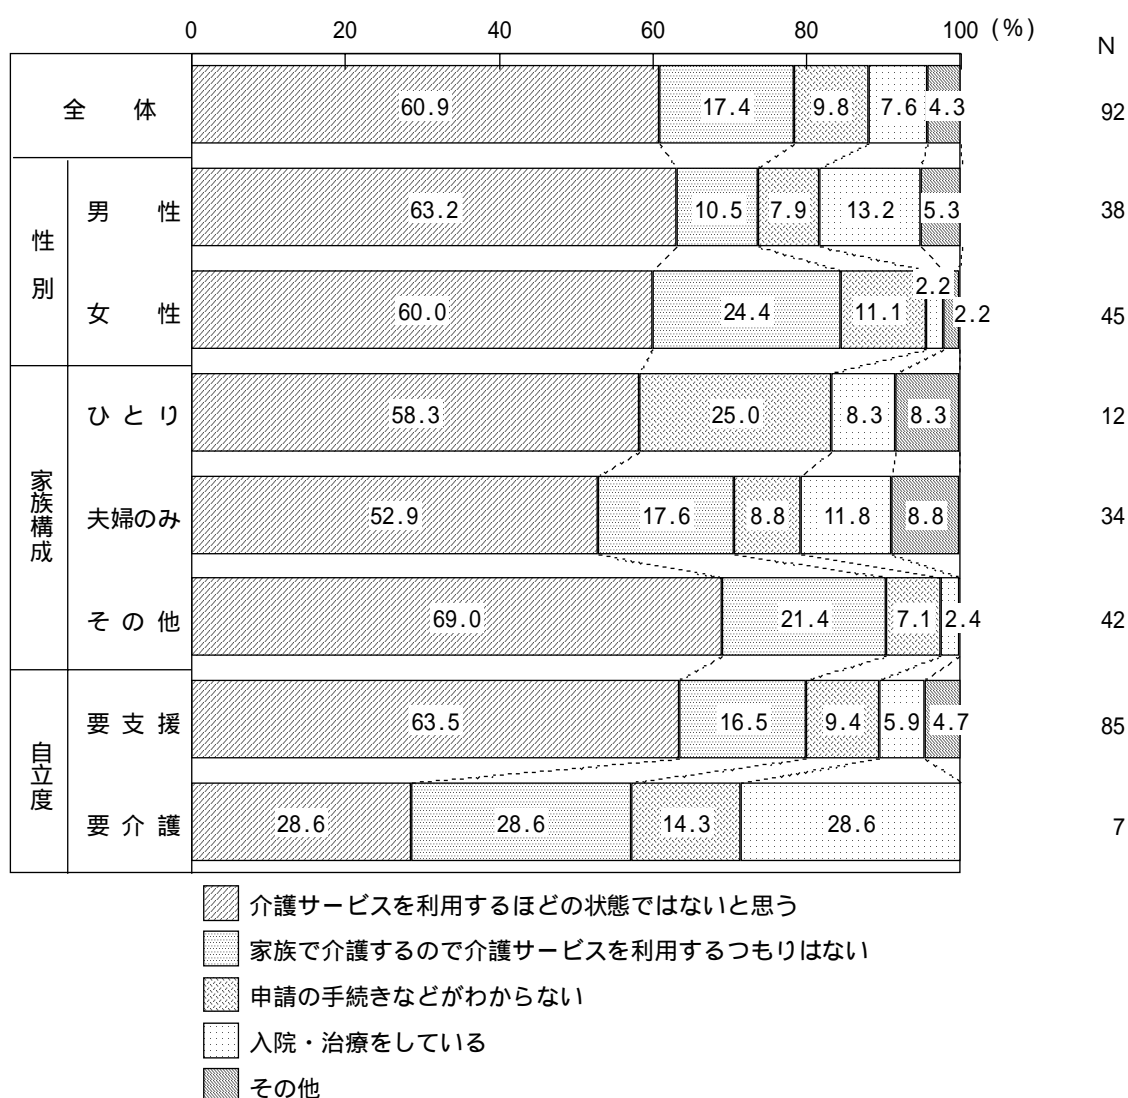 0 20 40 60 80 100 (%)
N
全 体 60.9 17.4 9.8 7.6 4.3 92
性別
男 性 63.2 10.5 7.9 13.2 5.3 38
女 性 60.0 24.4 11.1 2.2 2.2 45
家族構成
ひとり 58.3 25.0 8.3 8.3 12
夫婦のみ 52.9 17.6 8.8 11.8 8.8 34
その他 69.0 21.4 7.1 2.4 42
自立度
要支援 63.5 16.5 9.4 5.9 4.7 85
要介護 28.6 28.6 14.3 28.6 7
介護サービスを利用するほどの状態ではないと思う
家族で介護するので介護サービスを利用するつもりはない
申請の手続きなどがわからない
入院・治療をしている
その他